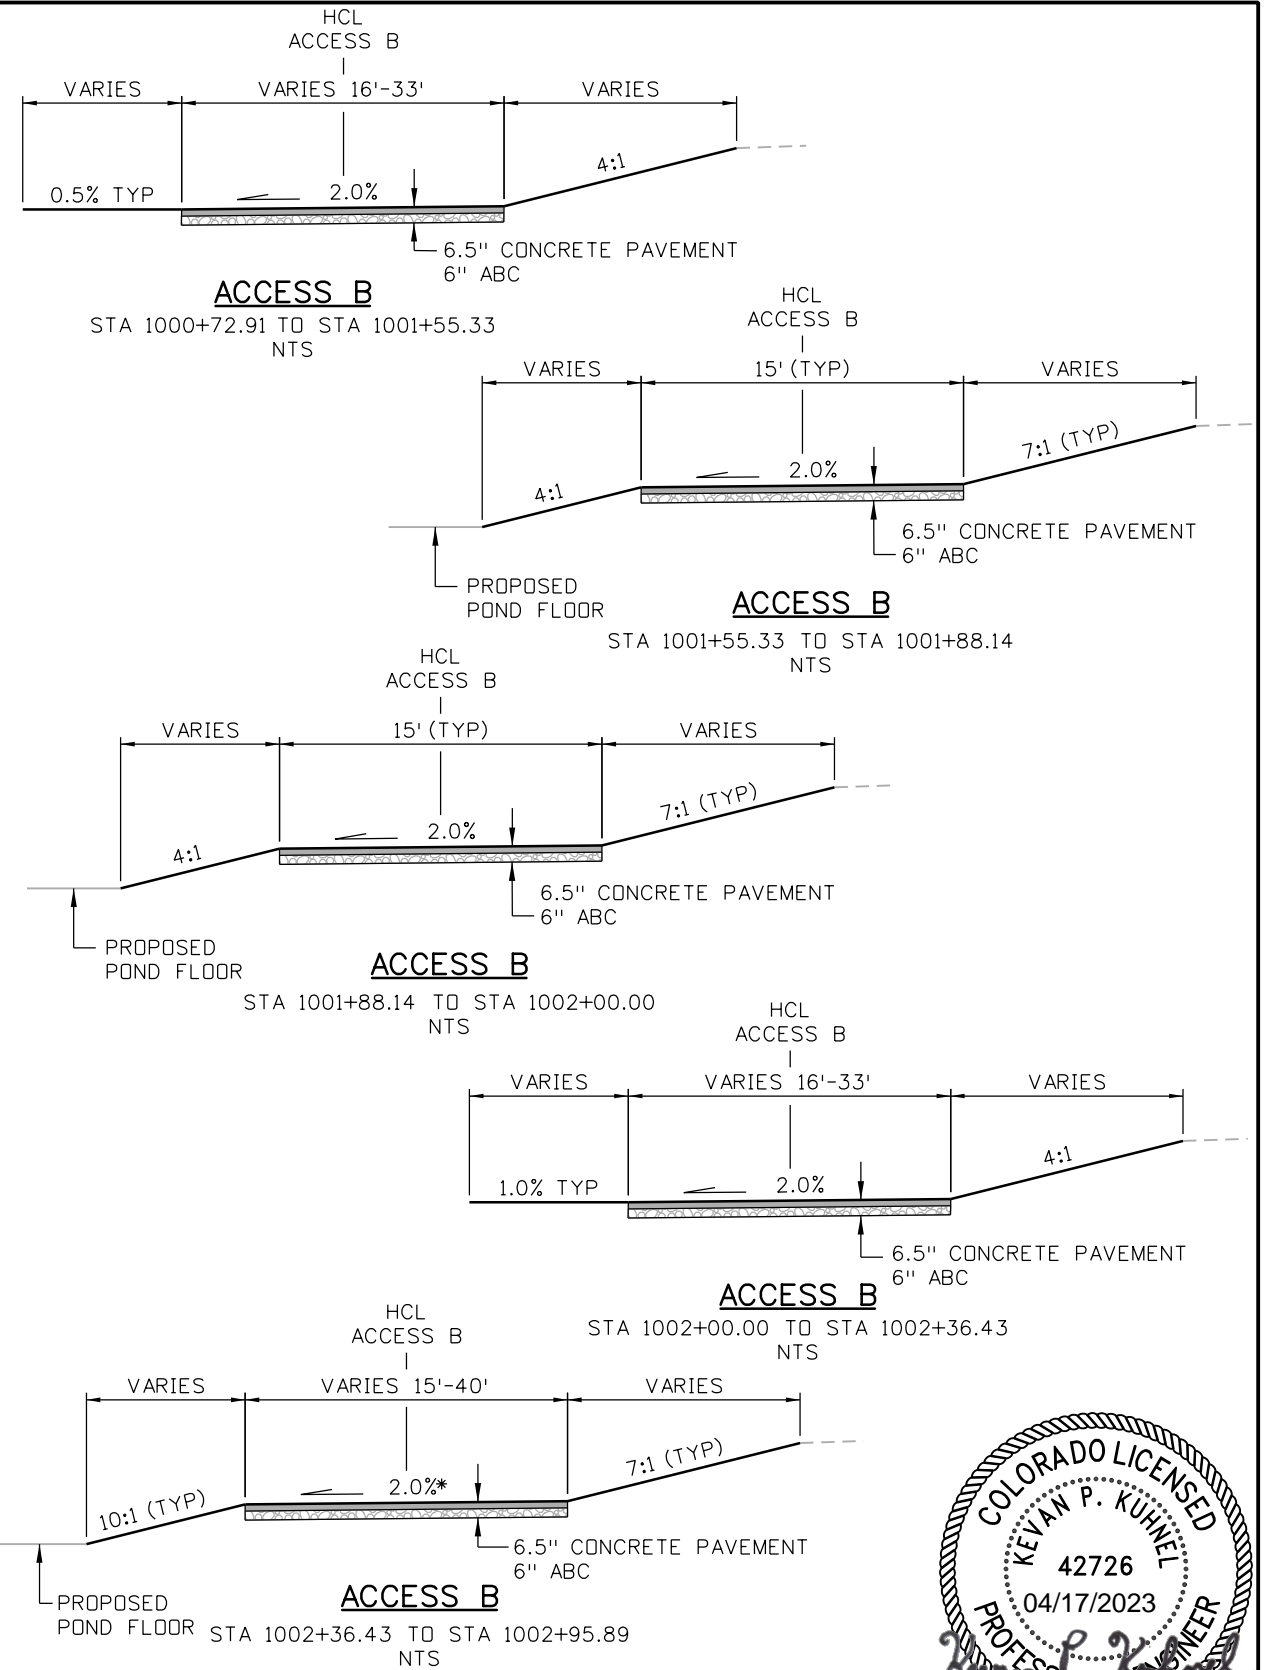 HCL
ACCESS B
VARIES
VARIES 16'-33'
VARIES
0.5% TYP
2.0%
4:1
6.5" CONCRETE PAVEMENT
6" ABC
ACCESS B
STA 1000+72.91 TO STA 1001+55.33
NTS
HCL
ACCESS B
VARIES
15' (TYP)
VARIES
4:1
2.0%
7:1 (TYP)
6.5" CONCRETE PAVEMENT
6" ABC
PROPOSED
POND FLOOR
ACCESS B
STA 1001+55.33 TO STA 1001+88.14
NTS
HCL
ACCESS B
VARIES
15' (TYP)
VARIES
4:1
2.0%
7:1 (TYP)
6.5" CONCRETE PAVEMENT
6" ABC
PROPOSED
POND FLOOR
ACCESS B
STA 1001+88.14 TO STA 1002+00.00
NTS
HCL
ACCESS B
VARIES
VARIES 16'-33'
VARIES
1.0% TYP
2.0%
4:1
6.5" CONCRETE PAVEMENT
6" ABC
ACCESS B
STA 1002+00.00 TO STA 1002+36.43
NTS
HCL
ACCESS B
VARIES
VARIES 15'-40'
VARIES
10:1 (TYP)
2.0%*
7:1 (TYP)
6.5" CONCRETE PAVEMENT
6" ABC
PROPOSED
POND FLOOR
ACCESS B
STA 1002+36.43 TO STA 1002+95.89
NTS
COLORADO LICENSED
KEVAN P. KUHNEL
42726
04/17/2023